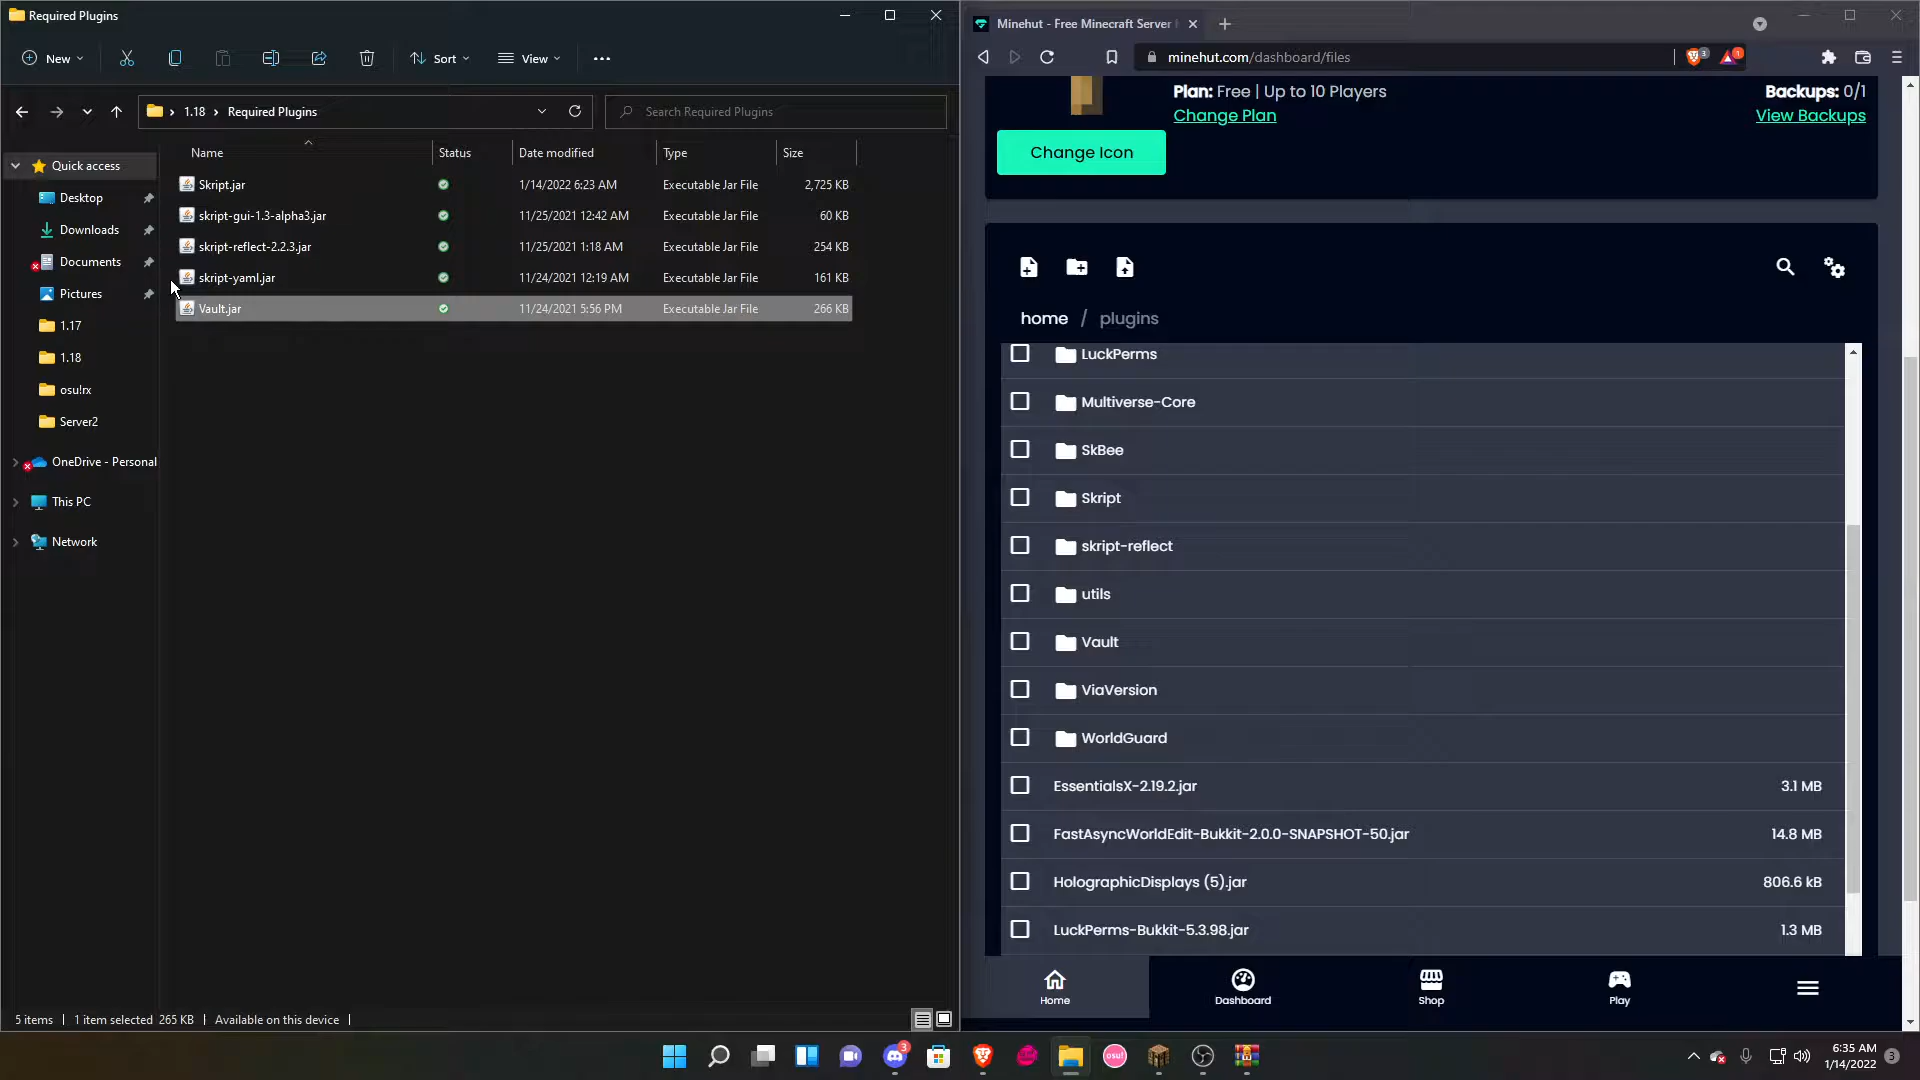 Required Plugins
New
Sort
View
1.18
Required Plugins
Search Required Plugins
Name Status Date modified Type Size
Skript.jar 1/14/2022 6:23 AM Executable Jar File 2,725 KB
skript-gui-1.3-alpha3.jar 11/25/2021 12:42 AM Executable Jar File 60 KB
skript-reflect-2.2.3.jar 11/25/2021 1:18 AM Executable Jar File 254 KB
skript-yaml.jar 11/24/2021 12:19 AM Executable Jar File 161 KB
Vault.jar 11/24/2021 5:56 PM Executable Jar File 266 KB
Quick access
Desktop
Downloads
Documents
Pictures
1.17
1.18
osu!rx
Server2
OneDrive - Personal
This PC
Network
5 items 1 item selected 265 KB Available on this device
Minehut - Free Minecraft Server
minehut.com/dashboard/files
3
1
Plan: Free | Up to 10 Players
Change Plan
Backups: 0/1
View Backups
Change Icon
home / plugins
LuckPerms
Multiverse-Core
SkBee
Skript
skript-reflect
utils
Vault
ViaVersion
WorldGuard
EssentialsX-2.19.2.jar 3.1 MB
FastAsyncWorldEdit-Bukkit-2.0.0-SNAPSHOT-50.jar 14.8 MB
HolographicDisplays (5).jar 806.6 kB
LuckPerms-Bukkit-5.3.98.jar 1.3 MB
Home
Dashboard
Shop
Play
3
osu!
6:35 AM
1/14/2022
3